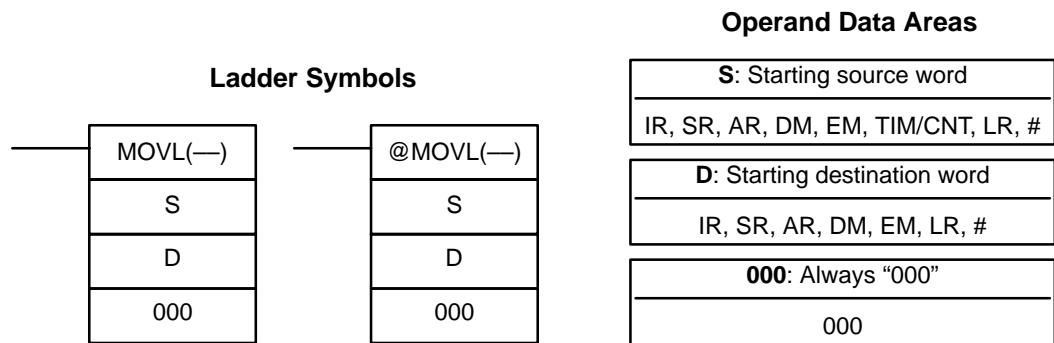 Operand Data Areas
Ladder Symbols
MOVL(––)
S
D
000
@MOVL(––)
S
D
000
S: Starting source word
IR, SR, AR, DM, EM, TIM/CNT, LR, #
D: Starting destination word
IR, SR, AR, DM, EM, LR, #
000: Always “000”
000